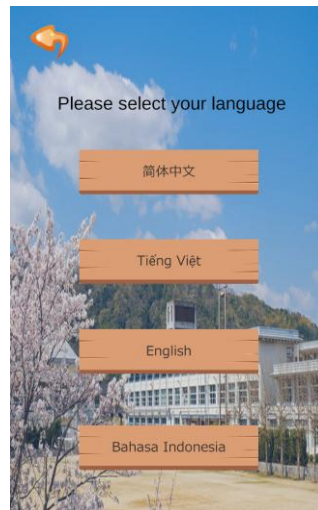 Please select your language
简体中文
Tiếng Việt
English
Bahasa Indonesia